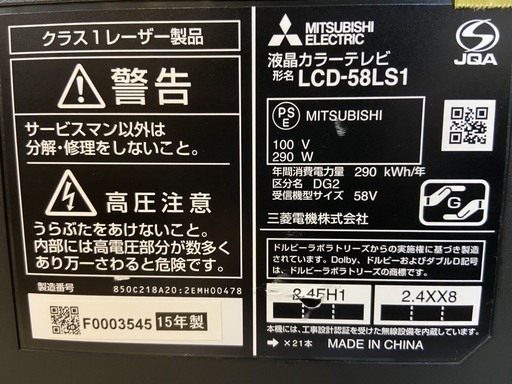 クラス1レーザー製品
警告
サービスマン以外は
分解・修理をしないこと。
高圧注意
うらぶたをあけないこと。
内部には高電圧部分が数多く
あり万一さわると危険です。
製造番号
850C218A20:2EMH00478
F0003545 15年製
MITSUBISHI
ELECTRIC
JQA
液晶カラーテレビ
形名 LCD-58LS1
PS
E
MITSUBISHI
100 V
290 W
年間消費電力量 290 kWh/年
区分名 DG2
受信機型サイズ 58V
三菱電機株式会社
G
ドルビーラボラトリーズからの実施権に基づき製造
されています。Dolby、ドルビーおよびダブルD記号
は、ドルビーラボラトリーズの商標です。
2.4FH1
2.4XX8
本機には、工事設計認証を受けた無線設備を内蔵しています。
×21本 MADE IN CHINA